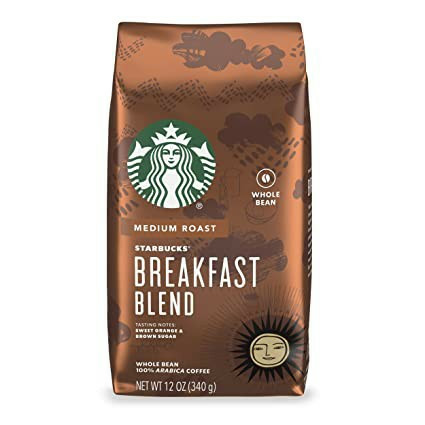 ®
WHOLE
BEAN
MEDIUM ROAST
STARBUCKS®
BREAKFAST
BLEND
TASTING NOTES:
SWEET ORANGE &
BROWN SUGAR
WHOLE BEAN
100% ARABICA COFFEE
NET WT 12 OZ (340 g)